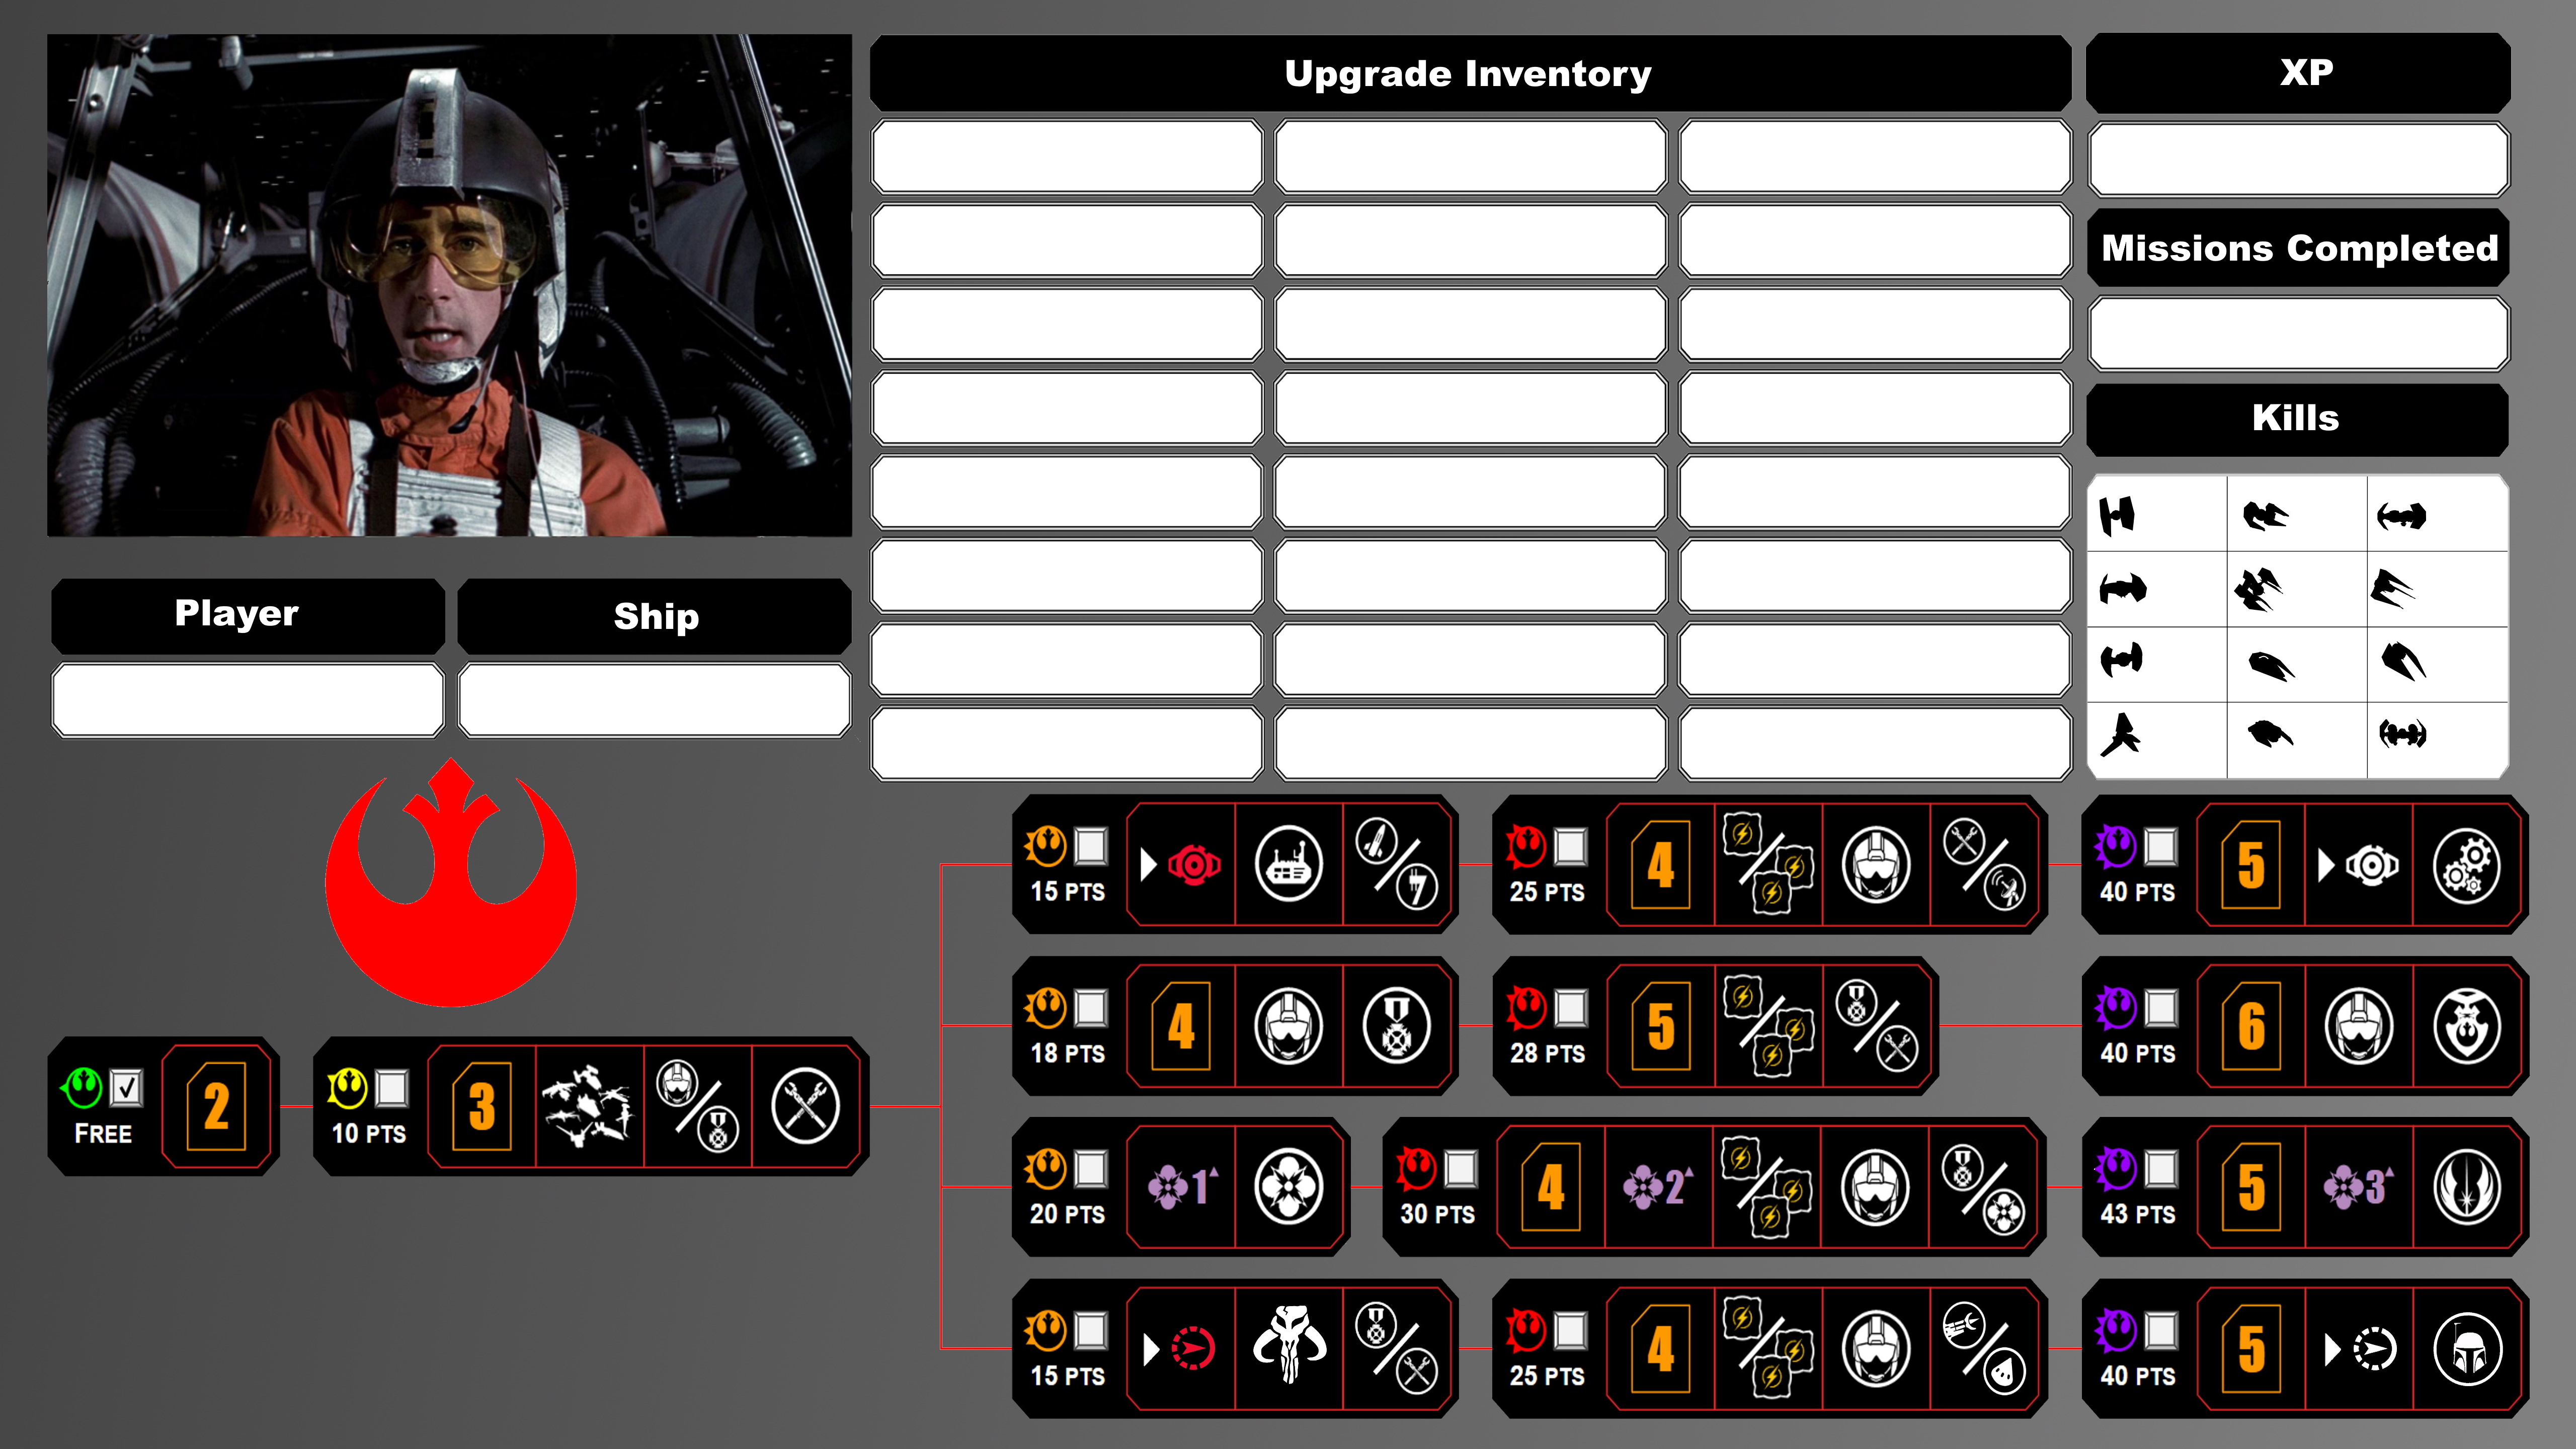 Upgrade Inventory
XP
Missions Completed
Kills
Player
Ship
15 PTS
25 PTS
4
40 PTS
5
18 PTS
4
28 PTS
5
40 PTS
6
FREE
2
10 PTS
3
20 PTS
1
30 PTS
4
2
43 PTS
5
3
15 PTS
25 PTS
4
40 PTS
5